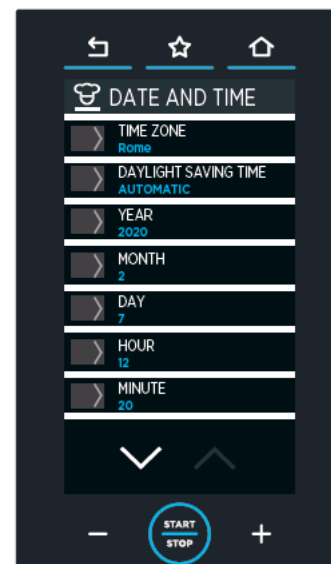 DATE AND TIME
TIME ZONE
Rome
DAYLIGHT SAVING TIME
AUTOMATIC
YEAR
2020
MONTH
2
DAY
7
HOUR
12
MINUTE
20
START
STOP